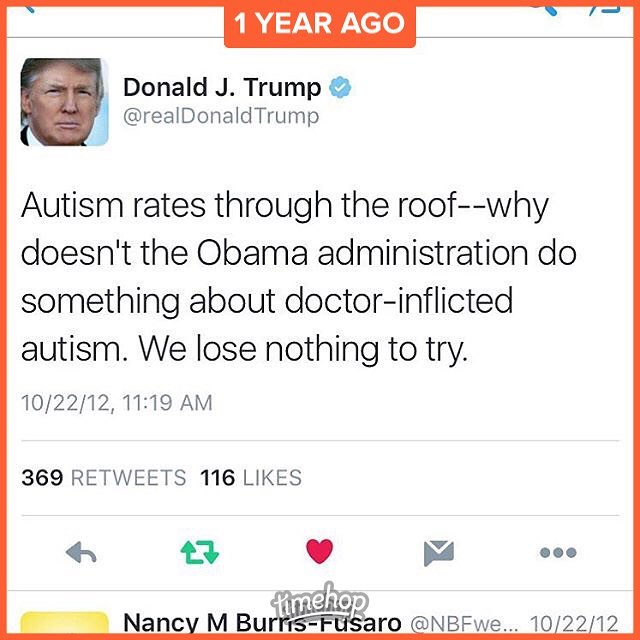 1 YEAR AGO
Donald J. Trump
@realDonaldTrump
Autism rates through the roof--why
doesn't the Obama administration do
something about doctor-inflicted
autism. We lose nothing to try.
10/22/12, 11:19 AM
369 RETWEETS 116 LIKES
timehop
Nancy M Burris-Fusaro @NBFwe... 10/22/12